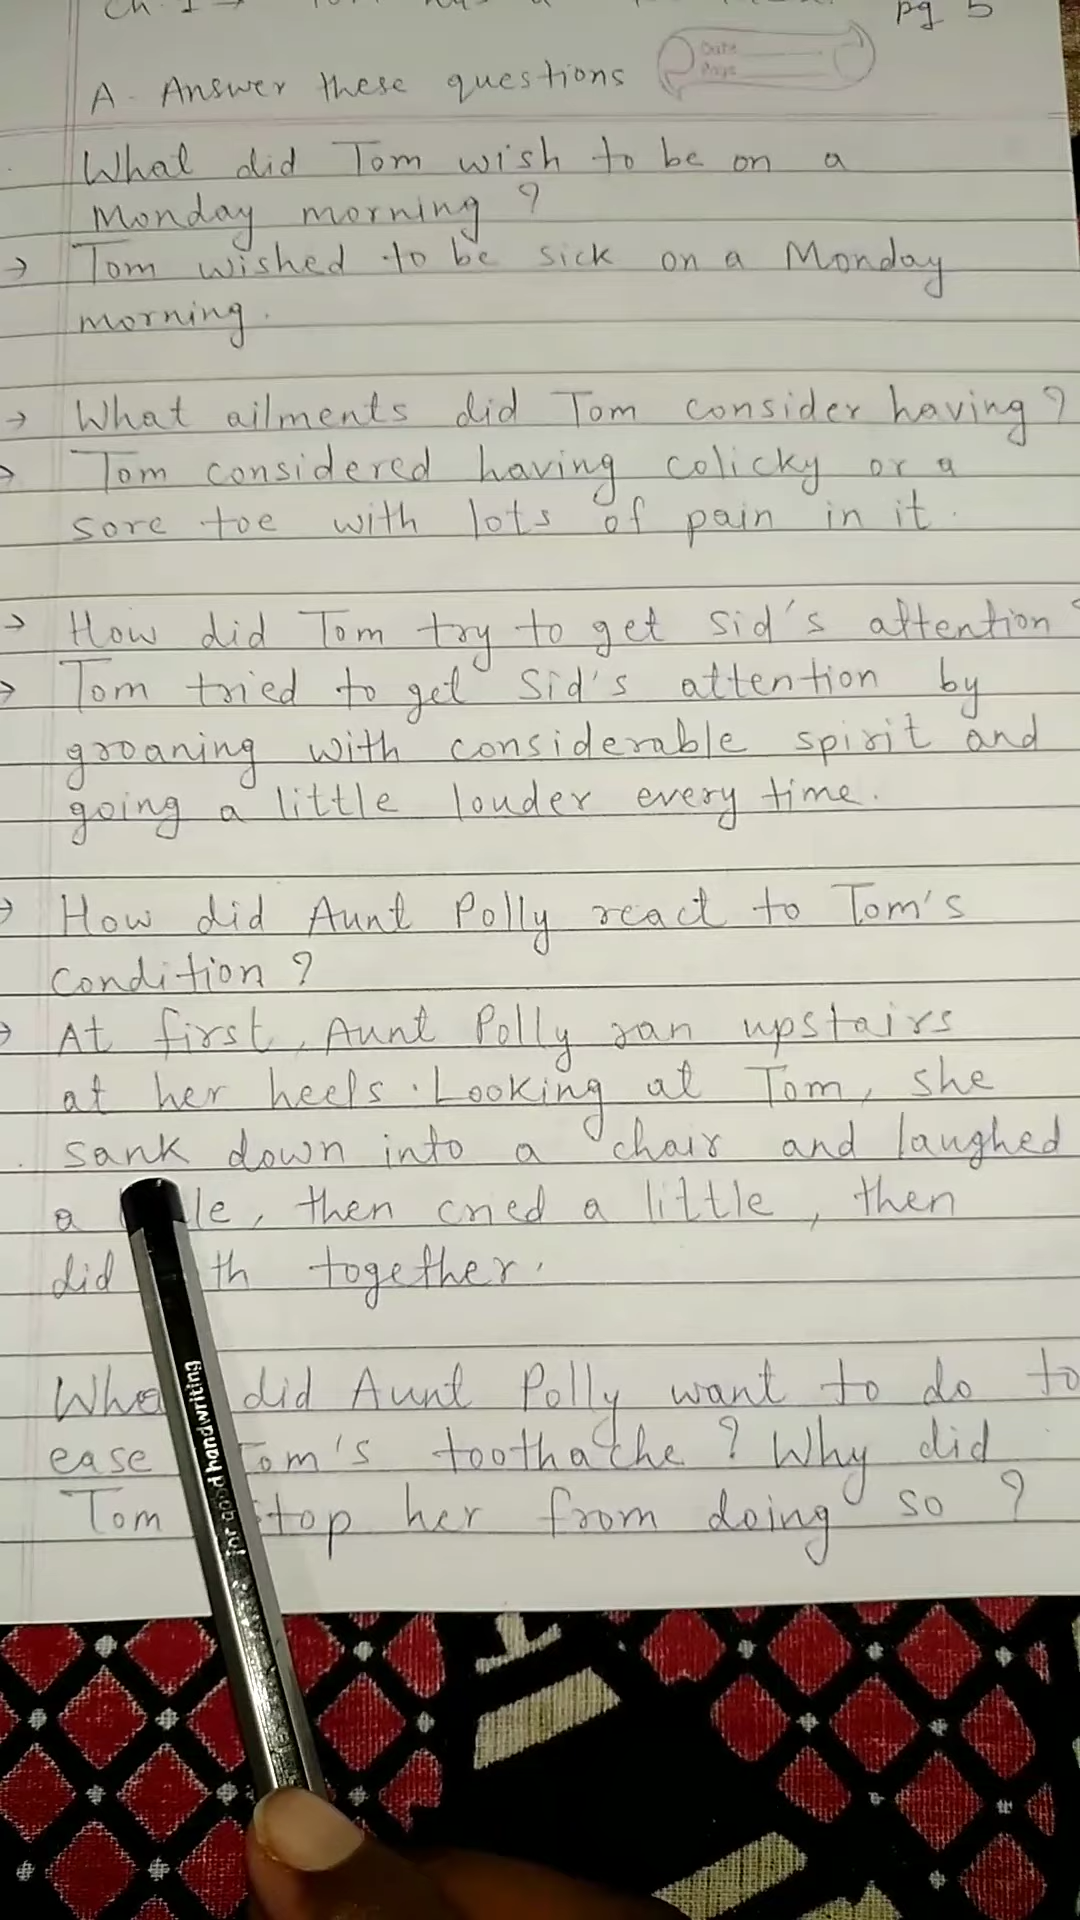 Ch. 1 →
pg 5
Date
Page
A. Answer these questions
What did Tom wish to be on a
Monday morning ?
→ Tom wished to be sick on a Monday
morning.
→ What ailments did Tom consider having ?
→ Tom considered having colicky or a
sore toe with lots of pain in it.
→ How did Tom try to get Sid's attention ?
→ Tom tried to get Sid's attention by
groaning with considerable spirit and
going a little louder every time.
→ How did Aunt Polly react to Tom's
condition ?
→ At first, Aunt Polly ran upstairs
at her heels. Looking at Tom, she
sank down into a chair and laughed
a le, then cried a little, then
did th together.
did Aunt Polly want to do to
ease Tom's toothache ? Why did
Tom stop her from doing so ?
for good handwriting